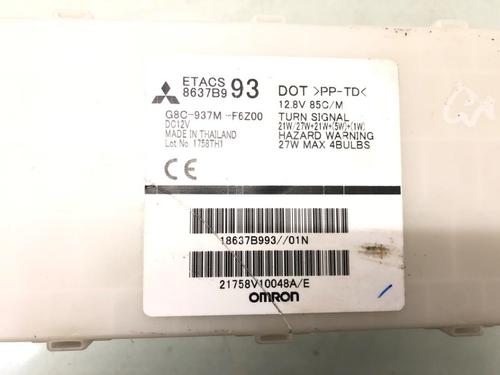 ETACS
8637B9 93
G8C-937M -F6Z00
DC12V
MADE IN THAILAND
Lot No. 1758TH1
DOT >PP-TD<
12.8V 85C/M
TURN SIGNAL
21W/27W+21W+(5W)+(1W)
HAZARD WARNING
27W MAX 4BULBS
CE
18637B993//01N
21758V10048A/E
OMRON